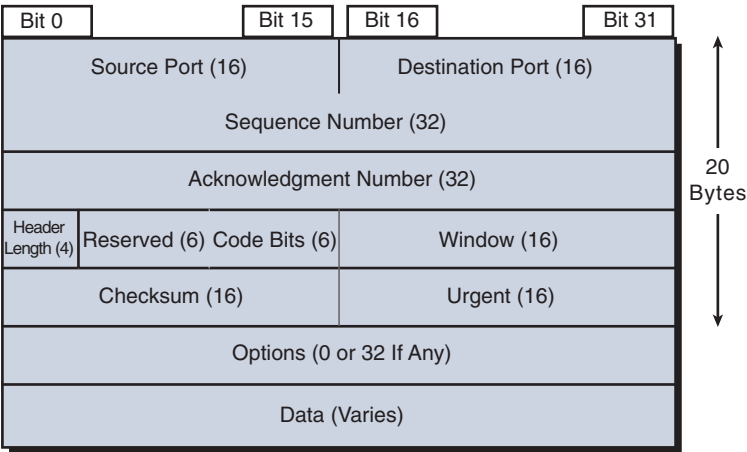 Bit 0 Bit 15 Bit 16 Bit 31
Source Port (16) Destination Port (16)
Sequence Number (32)
Acknowledgment Number (32)
20
Bytes
Header
Length (4) Reserved (6) Code Bits (6) Window (16)
Checksum (16) Urgent (16)
Options (0 or 32 If Any)
Data (Varies)